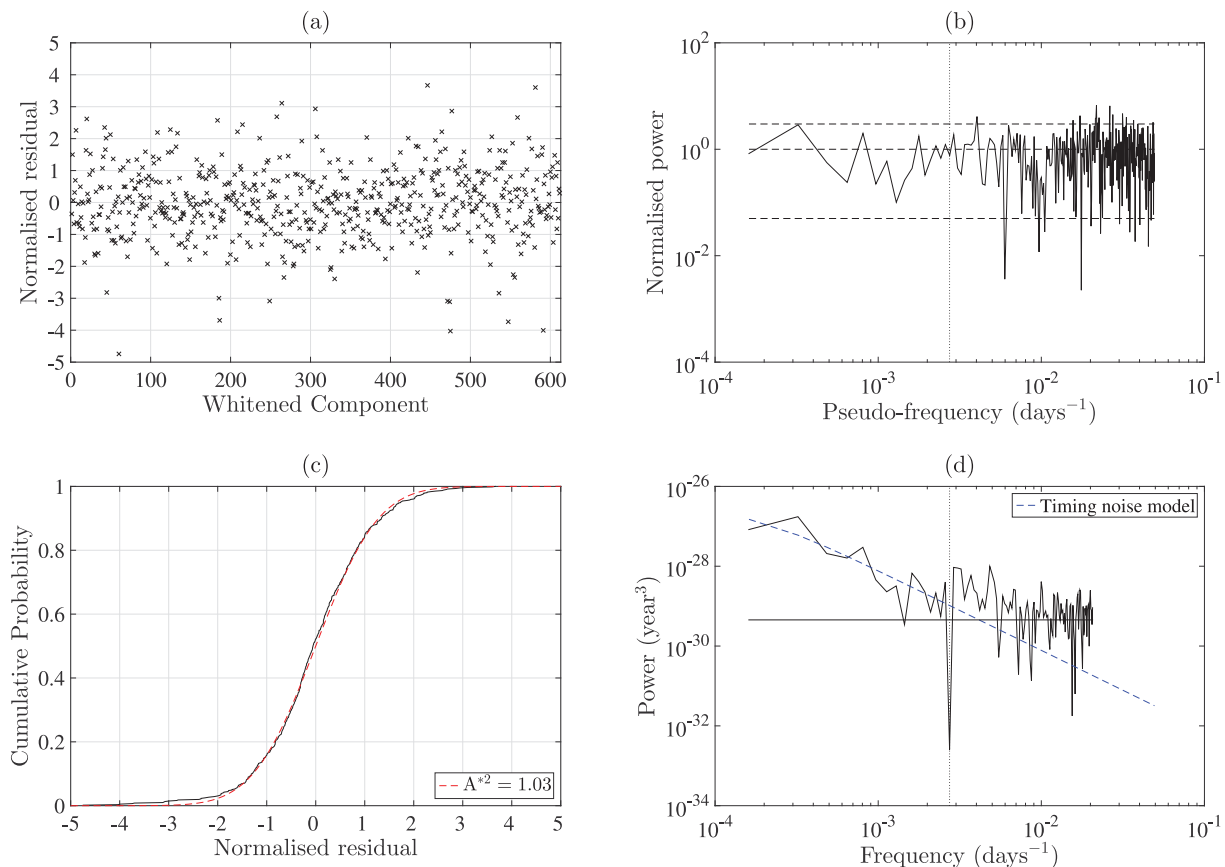 (a)
5
4
3
2
1
0
-1
-2
-3
-4
-5
0 100 200 300 400 500 600
Normalised residual
Whitened Component
(b)
10^2
10^0
10^-2
10^-4
10^-4 10^-3 10^-2 10^-1
Normalised power
Pseudo-frequency (days^-1)
(c)
1
0.8
0.6
0.4
0.2
0
-5 -4 -3 -2 -1 0 1 2 3 4 5
Cumulative Probability
Normalised residual
A*2 = 1.03
(d)
10^-26
10^-28
10^-30
10^-32
10^-34
10^-4 10^-3 10^-2 10^-1
Power (year^3)
Frequency (days^-1)
Timing noise model